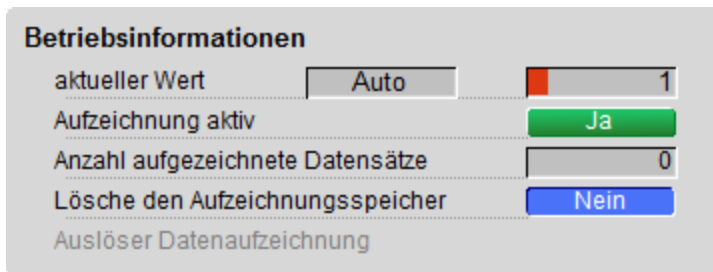 Betriebsinformationen
aktueller Wert Auto 1
Aufzeichnung aktiv Ja
Anzahl aufgezeichnete Datensätze 0
Lösche den Aufzeichnungsspeicher Nein
Auslöser Datenaufzeichnung